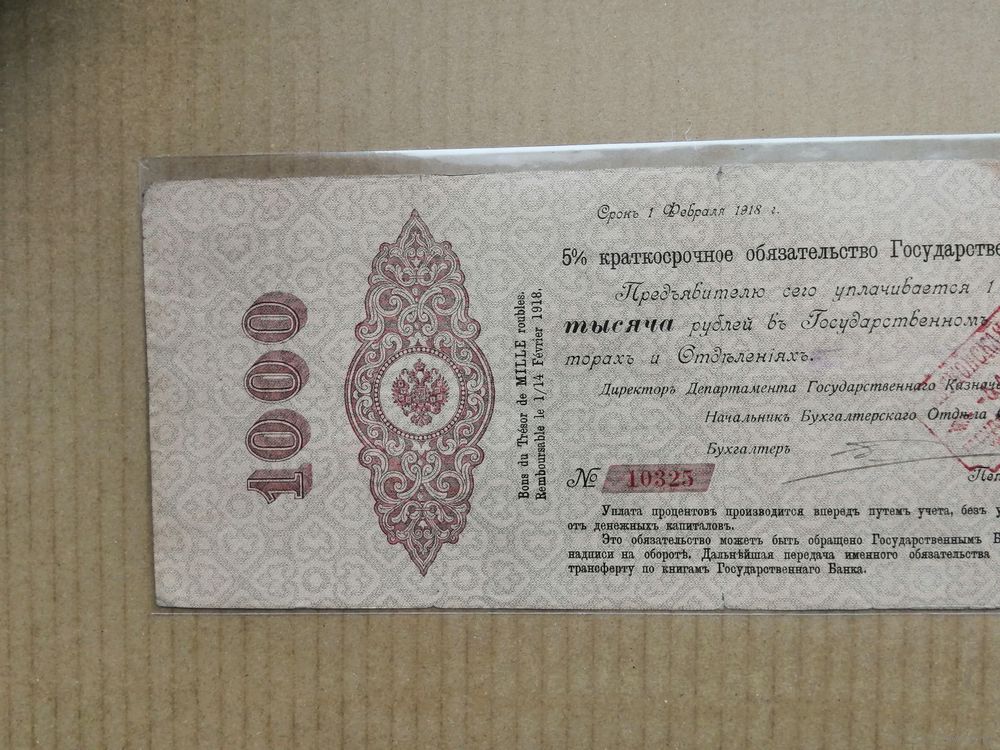 1000
Bons du Trésor de MILLE roubles.
Remboursable le 1/14 Février 1918.
Срокъ 1 Февраля 1918 г.
5% краткосрочное обязательство Государстве
Предъявителю сего уплачивается 1
тысяча рублей въ Государственномъ
торахъ и Отдѣленіяхъ.
Директоръ Департамента Государственнаго Казначе
Начальникъ Бухгалтерскаго Отдѣла
Бухгалтеръ
№ 10325
Уплата процентовъ производится впередъ путемъ учета, безъ у
отъ денежныхъ капиталовъ.
Это обязательство можетъ быть обращено Государственнымъ Б
надписи на оборотѣ. Дальнѣйшая передача именного обязательства
трансферту по книгамъ Государственнаго Банка.